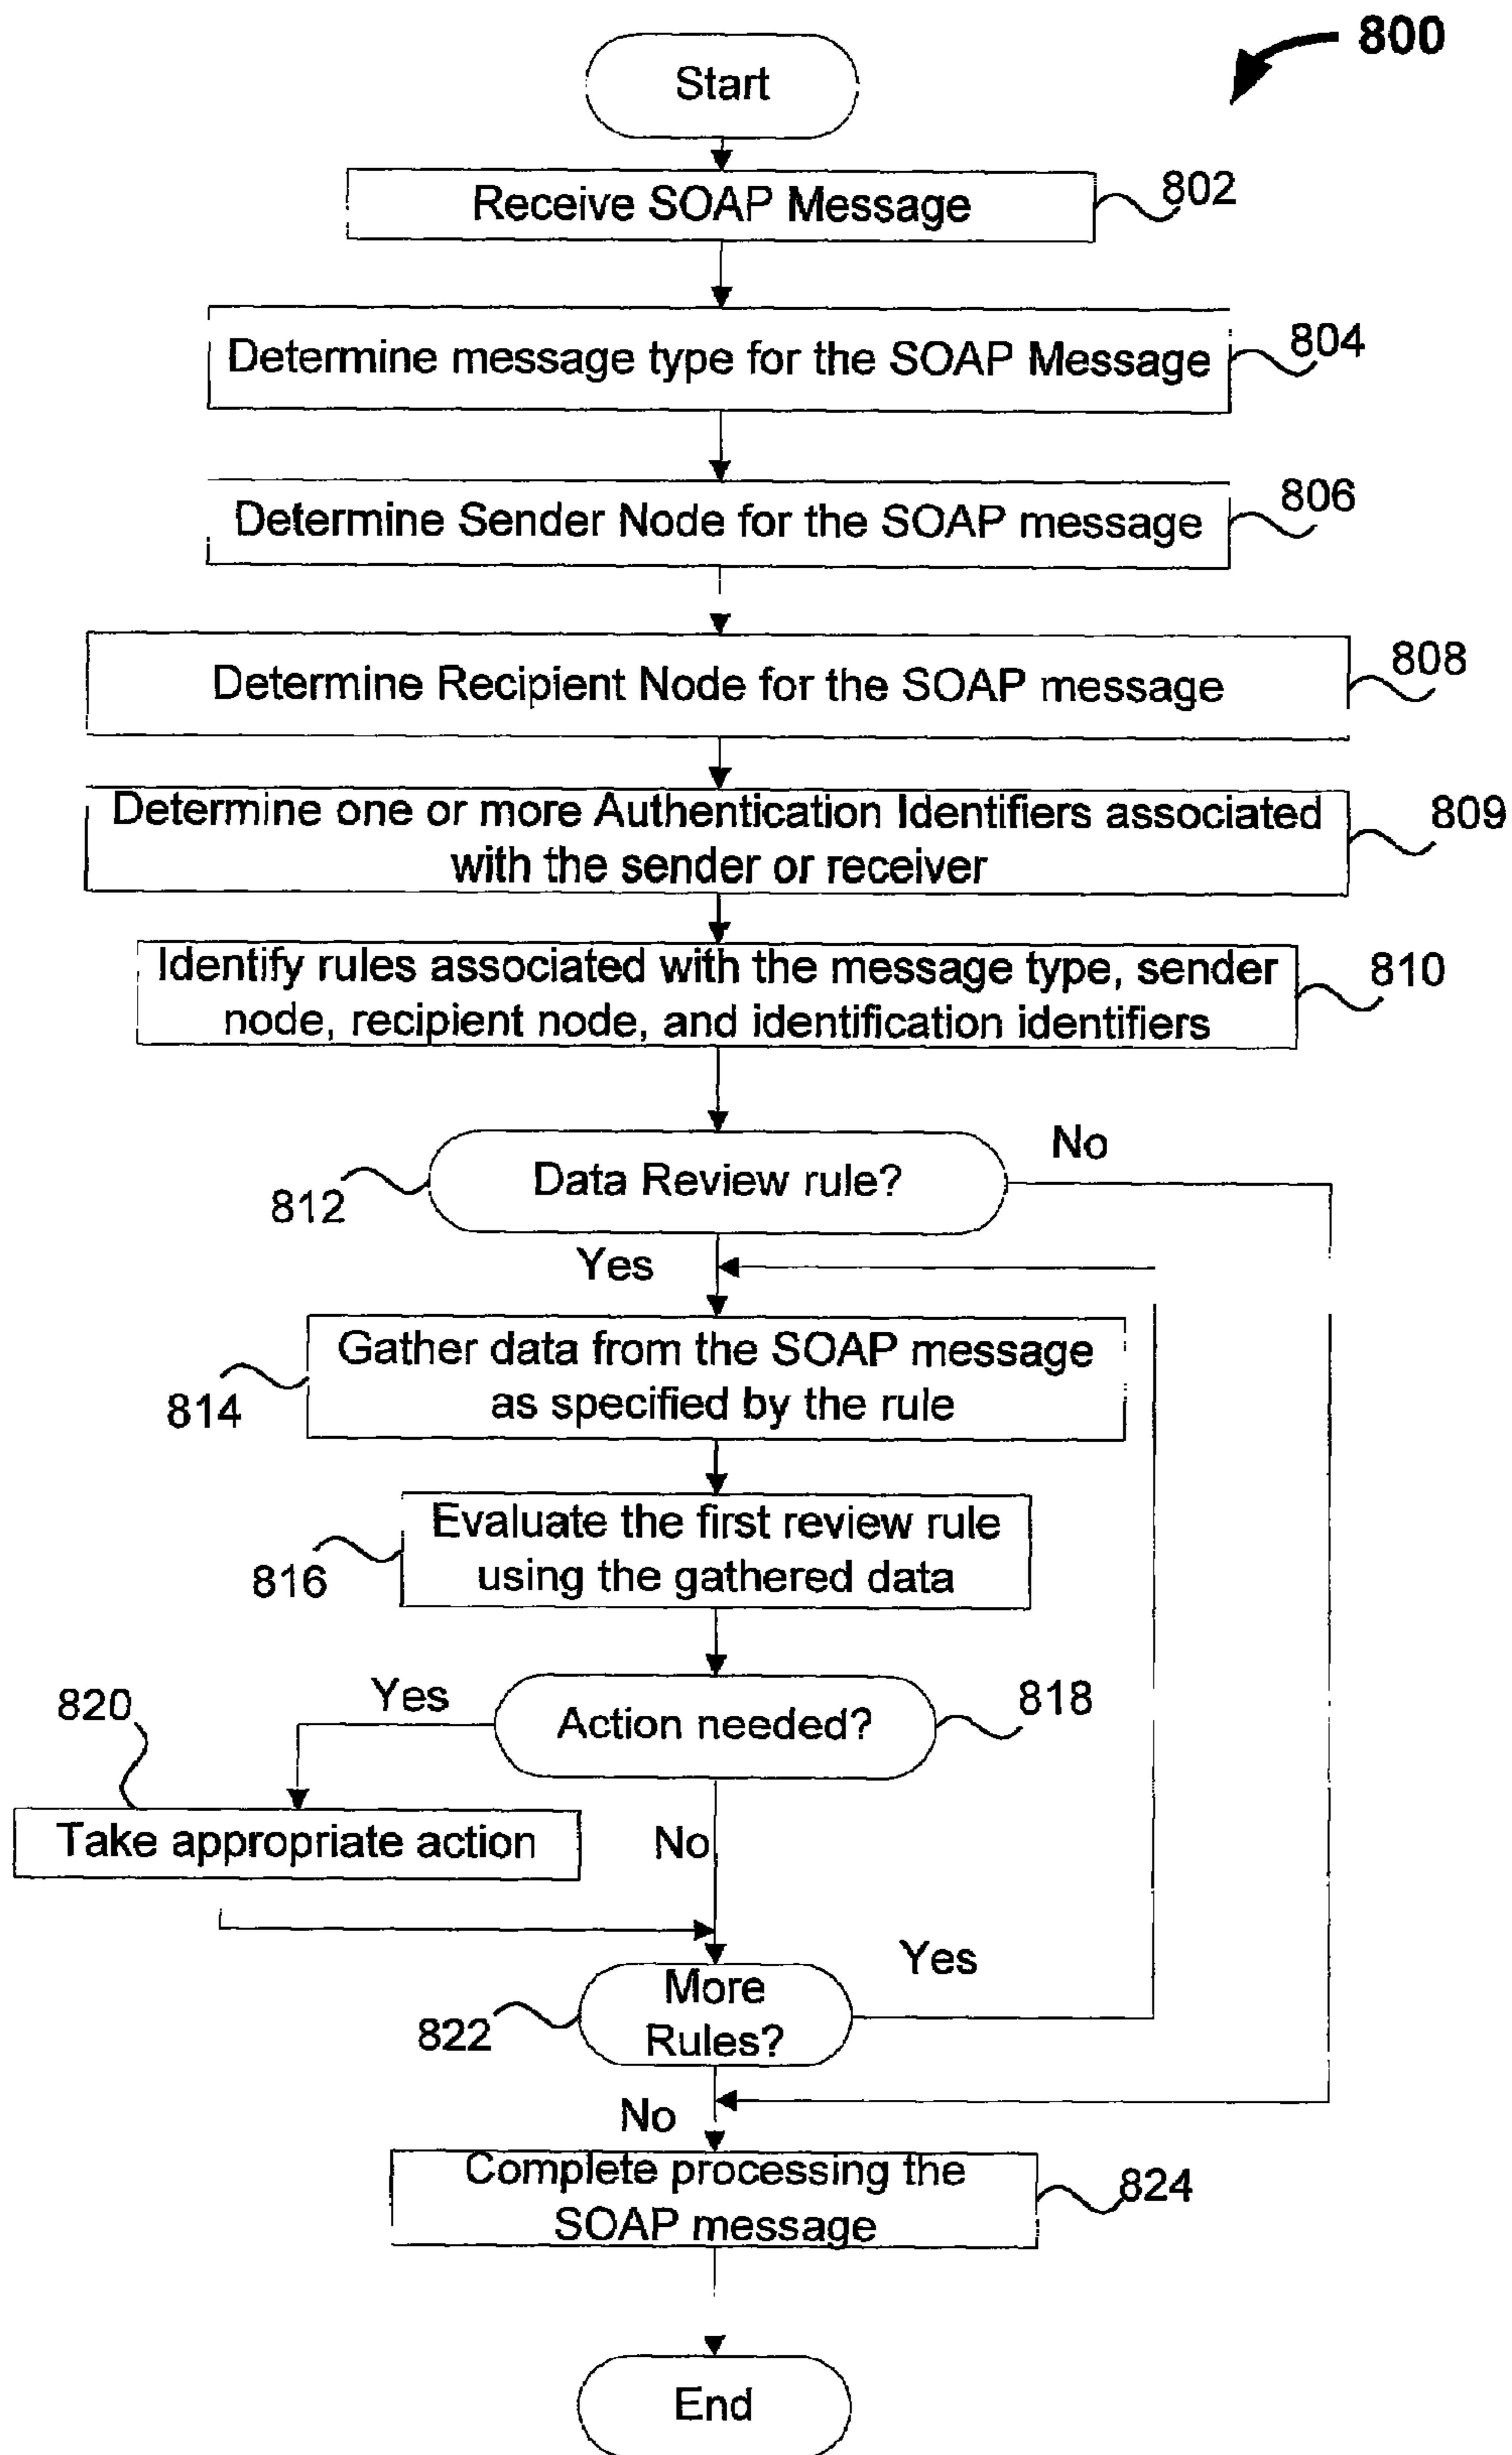 800
Start
Receive SOAP Message
802
Determine message type for the SOAP Message
804
Determine Sender Node for the SOAP message
806
Determine Recipient Node for the SOAP message
808
Determine one or more Authentication Identifiers associated
with the sender or receiver
809
Identify rules associated with the message type, sender
node, recipient node, and identification identifiers
810
Data Review rule?
No
812
Yes
Gather data from the SOAP message
as specified by the rule
814
Evaluate the first review rule
using the gathered data
816
Action needed?
818
Yes
820
Take appropriate action
No
More
Rules?
Yes
822
No
Complete processing the
SOAP message
824
End